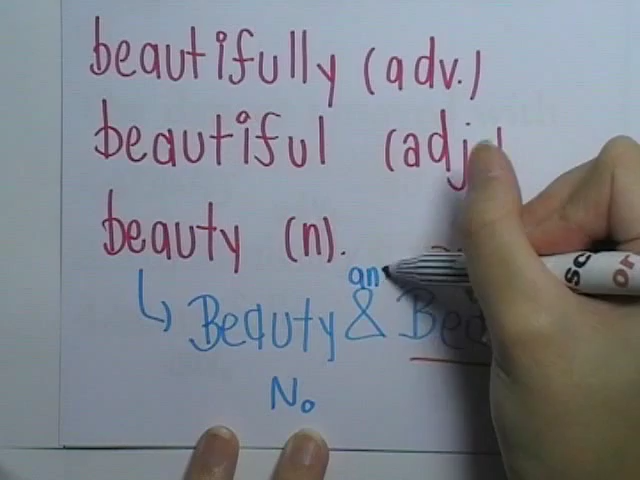 beautifully (adv.)
beautiful (adj)
beauty (n).
an
↳ Beauty &
No